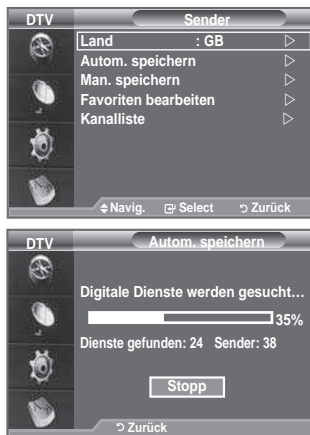 DTV Sender
Land : GB
Autom. speichern
Man. speichern
Favoriten bearbeiten
Kanalliste
Navig. Select Zurück
DTV Autom. speichern
Digitale Dienste werden gesucht…
35%
Dienste gefunden: 24 Sender: 38
Stopp
Zurück